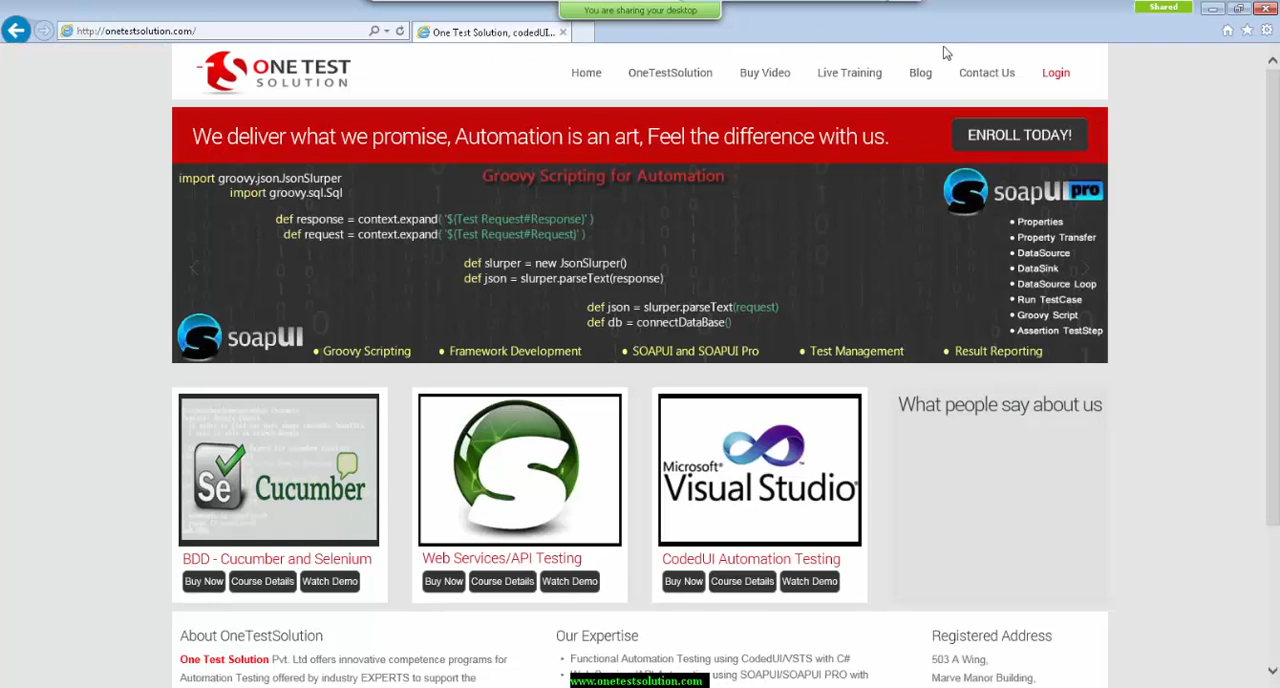 You are sharing your desktop
Shared
http://onetestsolution.com/
One Test Solution, codedUI...
ONE TEST
SOLUTION
Home
OneTestSolution
Buy Video
Live Training
Blog
Contact Us
Login
We deliver what we promise, Automation is an art, Feel the difference with us.
ENROLL TODAY!
import groovy.json.JsonSlurper
import groovy.sql.Sql
Groovy Scripting for Automation
soapUI pro
def response = context.expand( '${Test Request#Response}' )
def request = context.expand( '${Test Request#Request}' )
def slurper = new JsonSlurper()
def json = slurper.parseText(response)
def json = slurper.parseText(request)
def db = connectDataBase()
• Properties
• Property Transfer
• DataSource
• DataSink
• DataSource Loop
• Run TestCase
• Groovy Script
• Assertion TestStep
soapUI
• Groovy Scripting
• Framework Development
• SOAPUI and SOAPUI Pro
• Test Management
• Result Reporting
Se
Cucumber
BDD - Cucumber and Selenium
Buy Now
Course Details
Watch Demo
Web Services/API Testing
Buy Now
Course Details
Watch Demo
Microsoft®
Visual Studio
CodedUI Automation Testing
Buy Now
Course Details
Watch Demo
What people say about us
About OneTestSolution
One Test Solution Pvt. Ltd offers innovative competence programs for
Automation Testing offered by industry EXPERTS to support the
Our Expertise
• Functional Automation Testing using CodedUI/VSTS with C#
using SOAPUI/SOAPUI PRO with
www.onetestsolution.com
Registered Address
503 A Wing,
Marve Manor Building,